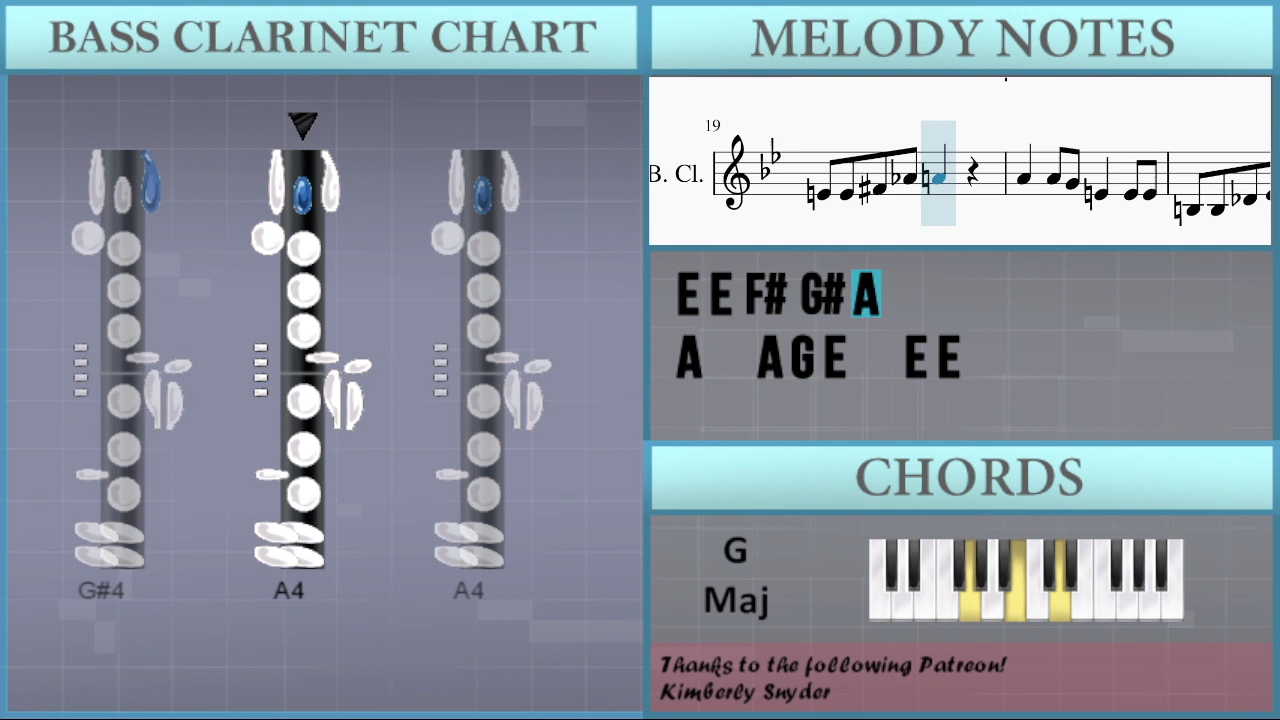 BASS CLARINET CHART
G#4
A4
A4
MELODY NOTES
19
B. Cl.
E E F# G# A
A A G E E E
CHORDS
G
Maj
Thanks to the following Patreon!
Kimberly Snyder